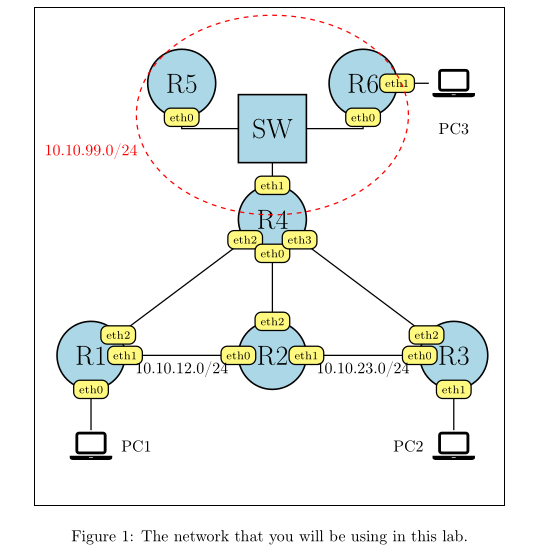 R5
R6
eth1
eth0
SW
eth0
PC3
10.10.99.0/24
eth1
R4
eth2
eth3
eth0
eth2
eth2
eth2
R1
eth1
eth0
R2
eth1
eth0
R3
10.10.12.0/24
10.10.23.0/24
eth0
eth1
PC1
PC2
Figure 1: The network that you will be using in this lab.